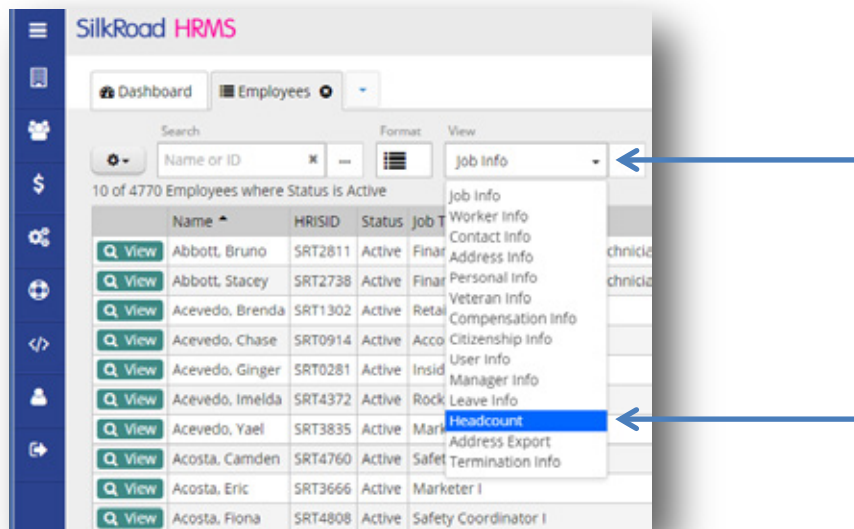 SilkRoad HRMS
Dashboard Employees
Search Format View
Name or ID Job Info
10 of 4770 Employees where Status is Active
Name HRISID Status Job T
View Abbott, Bruno SRT2811 Active Finar chnicia
View Abbott, Stacey SRT2738 Active Finar chnicia
View Acevedo, Brenda SRT1302 Active Retai
View Acevedo, Chase SRT0914 Active Acco
View Acevedo, Ginger SRT0281 Active Insid
View Acevedo, Imelda SRT4372 Active Rock
View Acevedo, Yael SRT3835 Active Mark
View Acosta, Camden SRT4760 Active Safet
View Acosta, Eric SRT3666 Active Marketer I
View Acosta, Fiona SRT4808 Active Safety Coordinator I
Job Info
Worker Info
Contact Info
Address Info
Personal Info
Veteran Info
Compensation Info
Citizenship Info
User Info
Manager Info
Leave Info
Headcount
Address Export
Termination Info